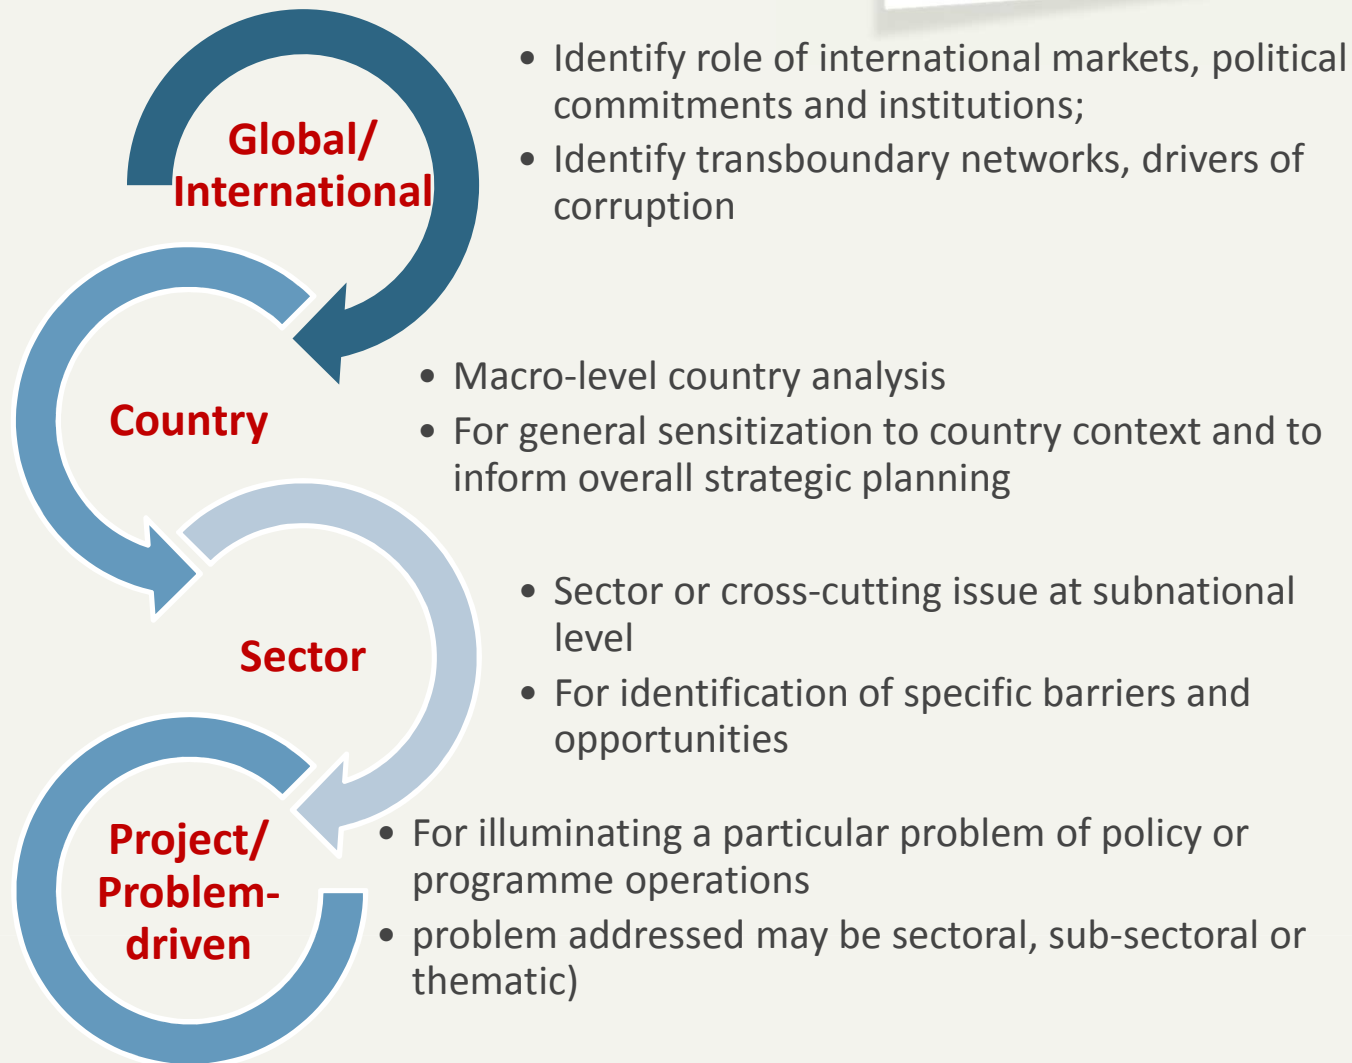 Global/
International
• Identify role of international markets, political
commitments and institutions;
• Identify transboundary networks, drivers of
corruption
Country
• Macro-level country analysis
• For general sensitization to country context and to
inform overall strategic planning
Sector
• Sector or cross-cutting issue at subnational
level
• For identification of specific barriers and
opportunities
Project/
Problem-
driven
• For illuminating a particular problem of policy or
programme operations
• problem addressed may be sectoral, sub-sectoral or
thematic)